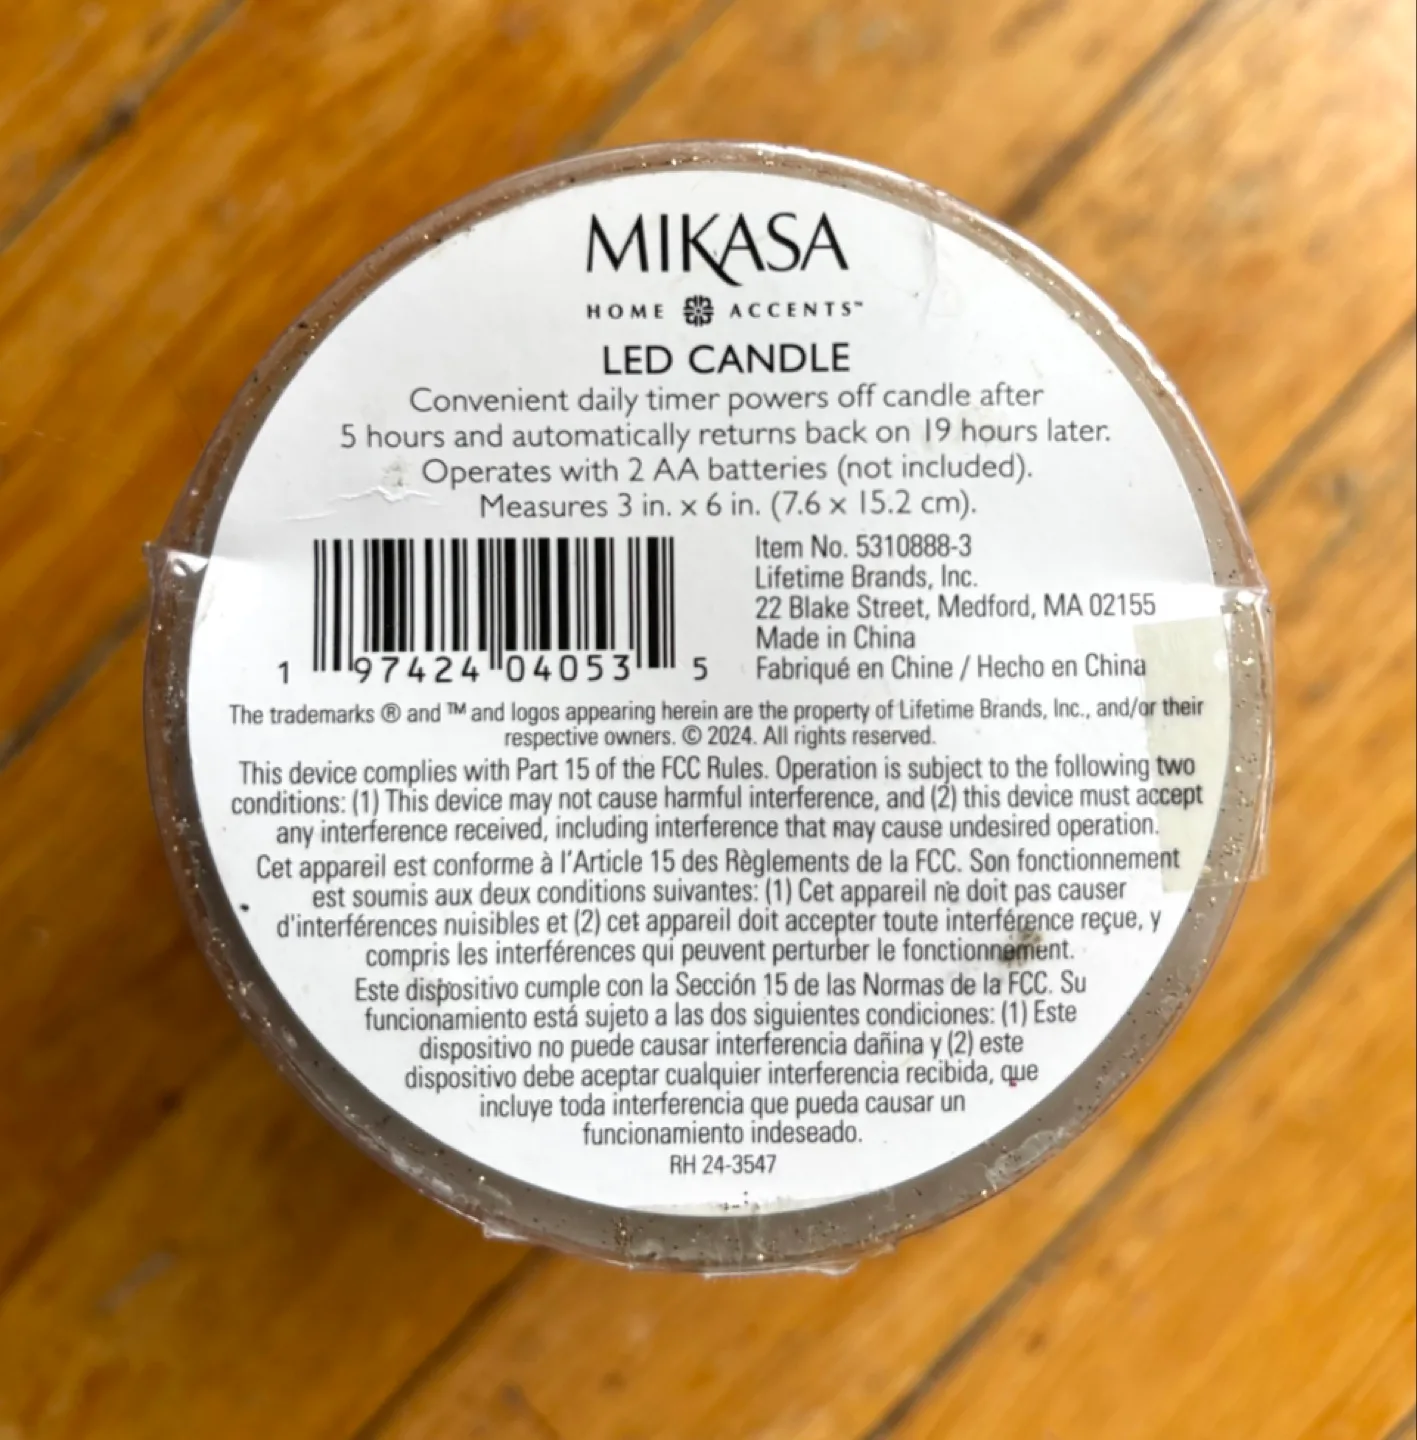 MIKASA
HOME ACCENTS™
LED CANDLE
Convenient daily timer powers off candle after
5 hours and automatically returns back on 19 hours later.
Operates with 2 AA batteries (not included).
Measures 3 in. x 6 in. (7.6 x 15.2 cm).
1 97424 04053 5
Item No. 5310888-3
Lifetime Brands, Inc.
22 Blake Street, Medford, MA 02155
Made in China
Fabriqué en Chine / Hecho en China
The trademarks ® and ™ and logos appearing herein are the property of Lifetime Brands, Inc., and/or their
respective owners. © 2024. All rights reserved.
This device complies with Part 15 of the FCC Rules. Operation is subject to the following two
conditions: (1) This device may not cause harmful interference, and (2) this device must accept
any interference received, including interference that may cause undesired operation.
Cet appareil est conforme à l'Article 15 des Règlements de la FCC. Son fonctionnement
est soumis aux deux conditions suivantes: (1) Cet appareil ne doit pas causer
d'interférences nuisibles et (2) cet appareil doit accepter toute interférence reçue, y
compris les interférences qui peuvent perturber le fonctionnement.
Este dispositivo cumple con la Sección 15 de las Normas de la FCC. Su
funcionamiento está sujeto a las dos siguientes condiciones: (1) Este
dispositivo no puede causar interferencia dañina y (2) este
dispositivo debe aceptar cualquier interferencia recibida, que
incluye toda interferencia que pueda causar un
funcionamiento indeseado.
RH 24-3547